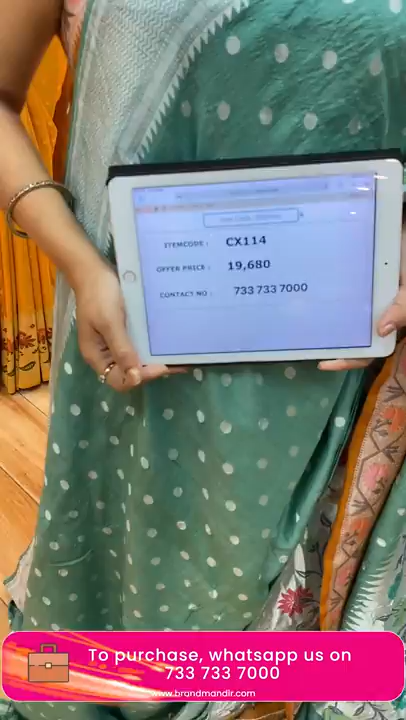 ITEMCODE : CX114
OFFER PRICE : 19,680
CONTACT NO : 733 733 7000
To purchase, whatsapp us on
733 733 7000
www.brandmandir.com